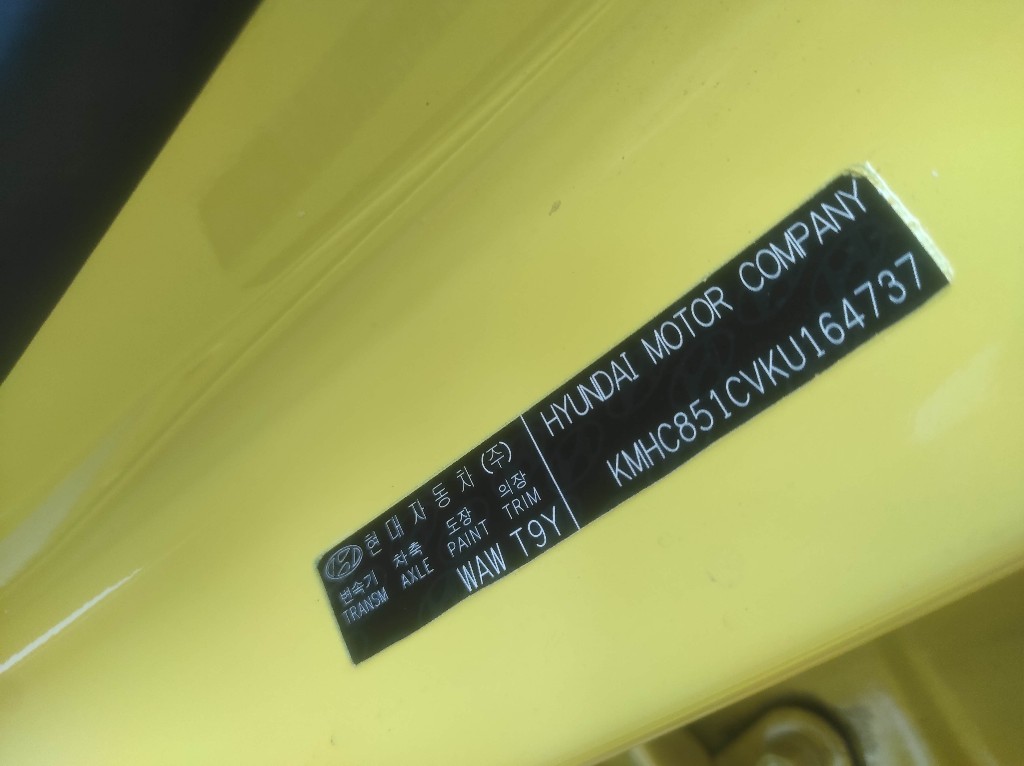 현대자동차(주)
변속기 차축 도장 의장
TRANSM AXLE PAINT TRIM
WAW T9Y
HYUNDAI MOTOR COMPANY
KMHC851CVKU164737